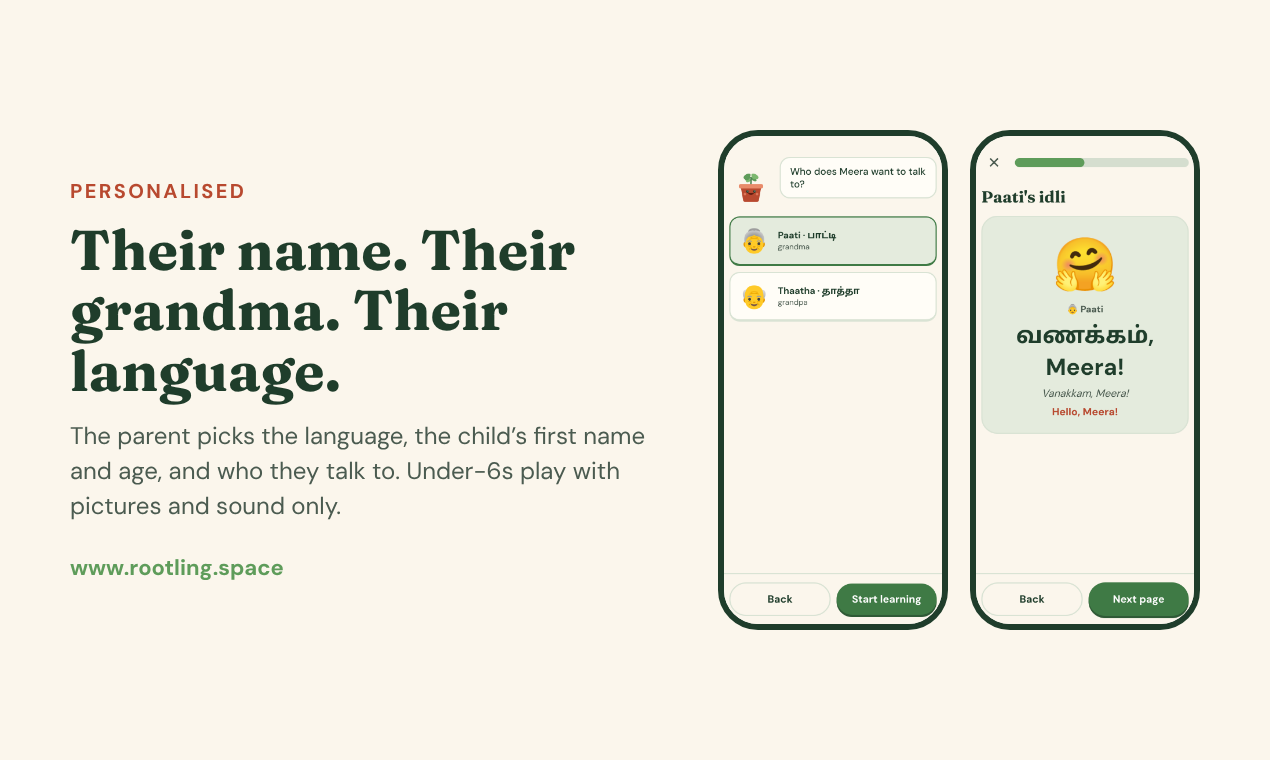 PERSONALISED
Their name. Their
grandma. Their
language.
The parent picks the language, the child’s first name
and age, and who they talk to. Under-6s play with
pictures and sound only.
www.rootling.space
Who does Meera want to talk
to?
Paati · பாட்டி
grandma
Thaatha · தாத்தா
grandpa
Back
Start learning
✕
Paati's idli
Paati
வணக்கம்,
Meera!
Vanakkam, Meera!
Hello, Meera!
Back
Next page